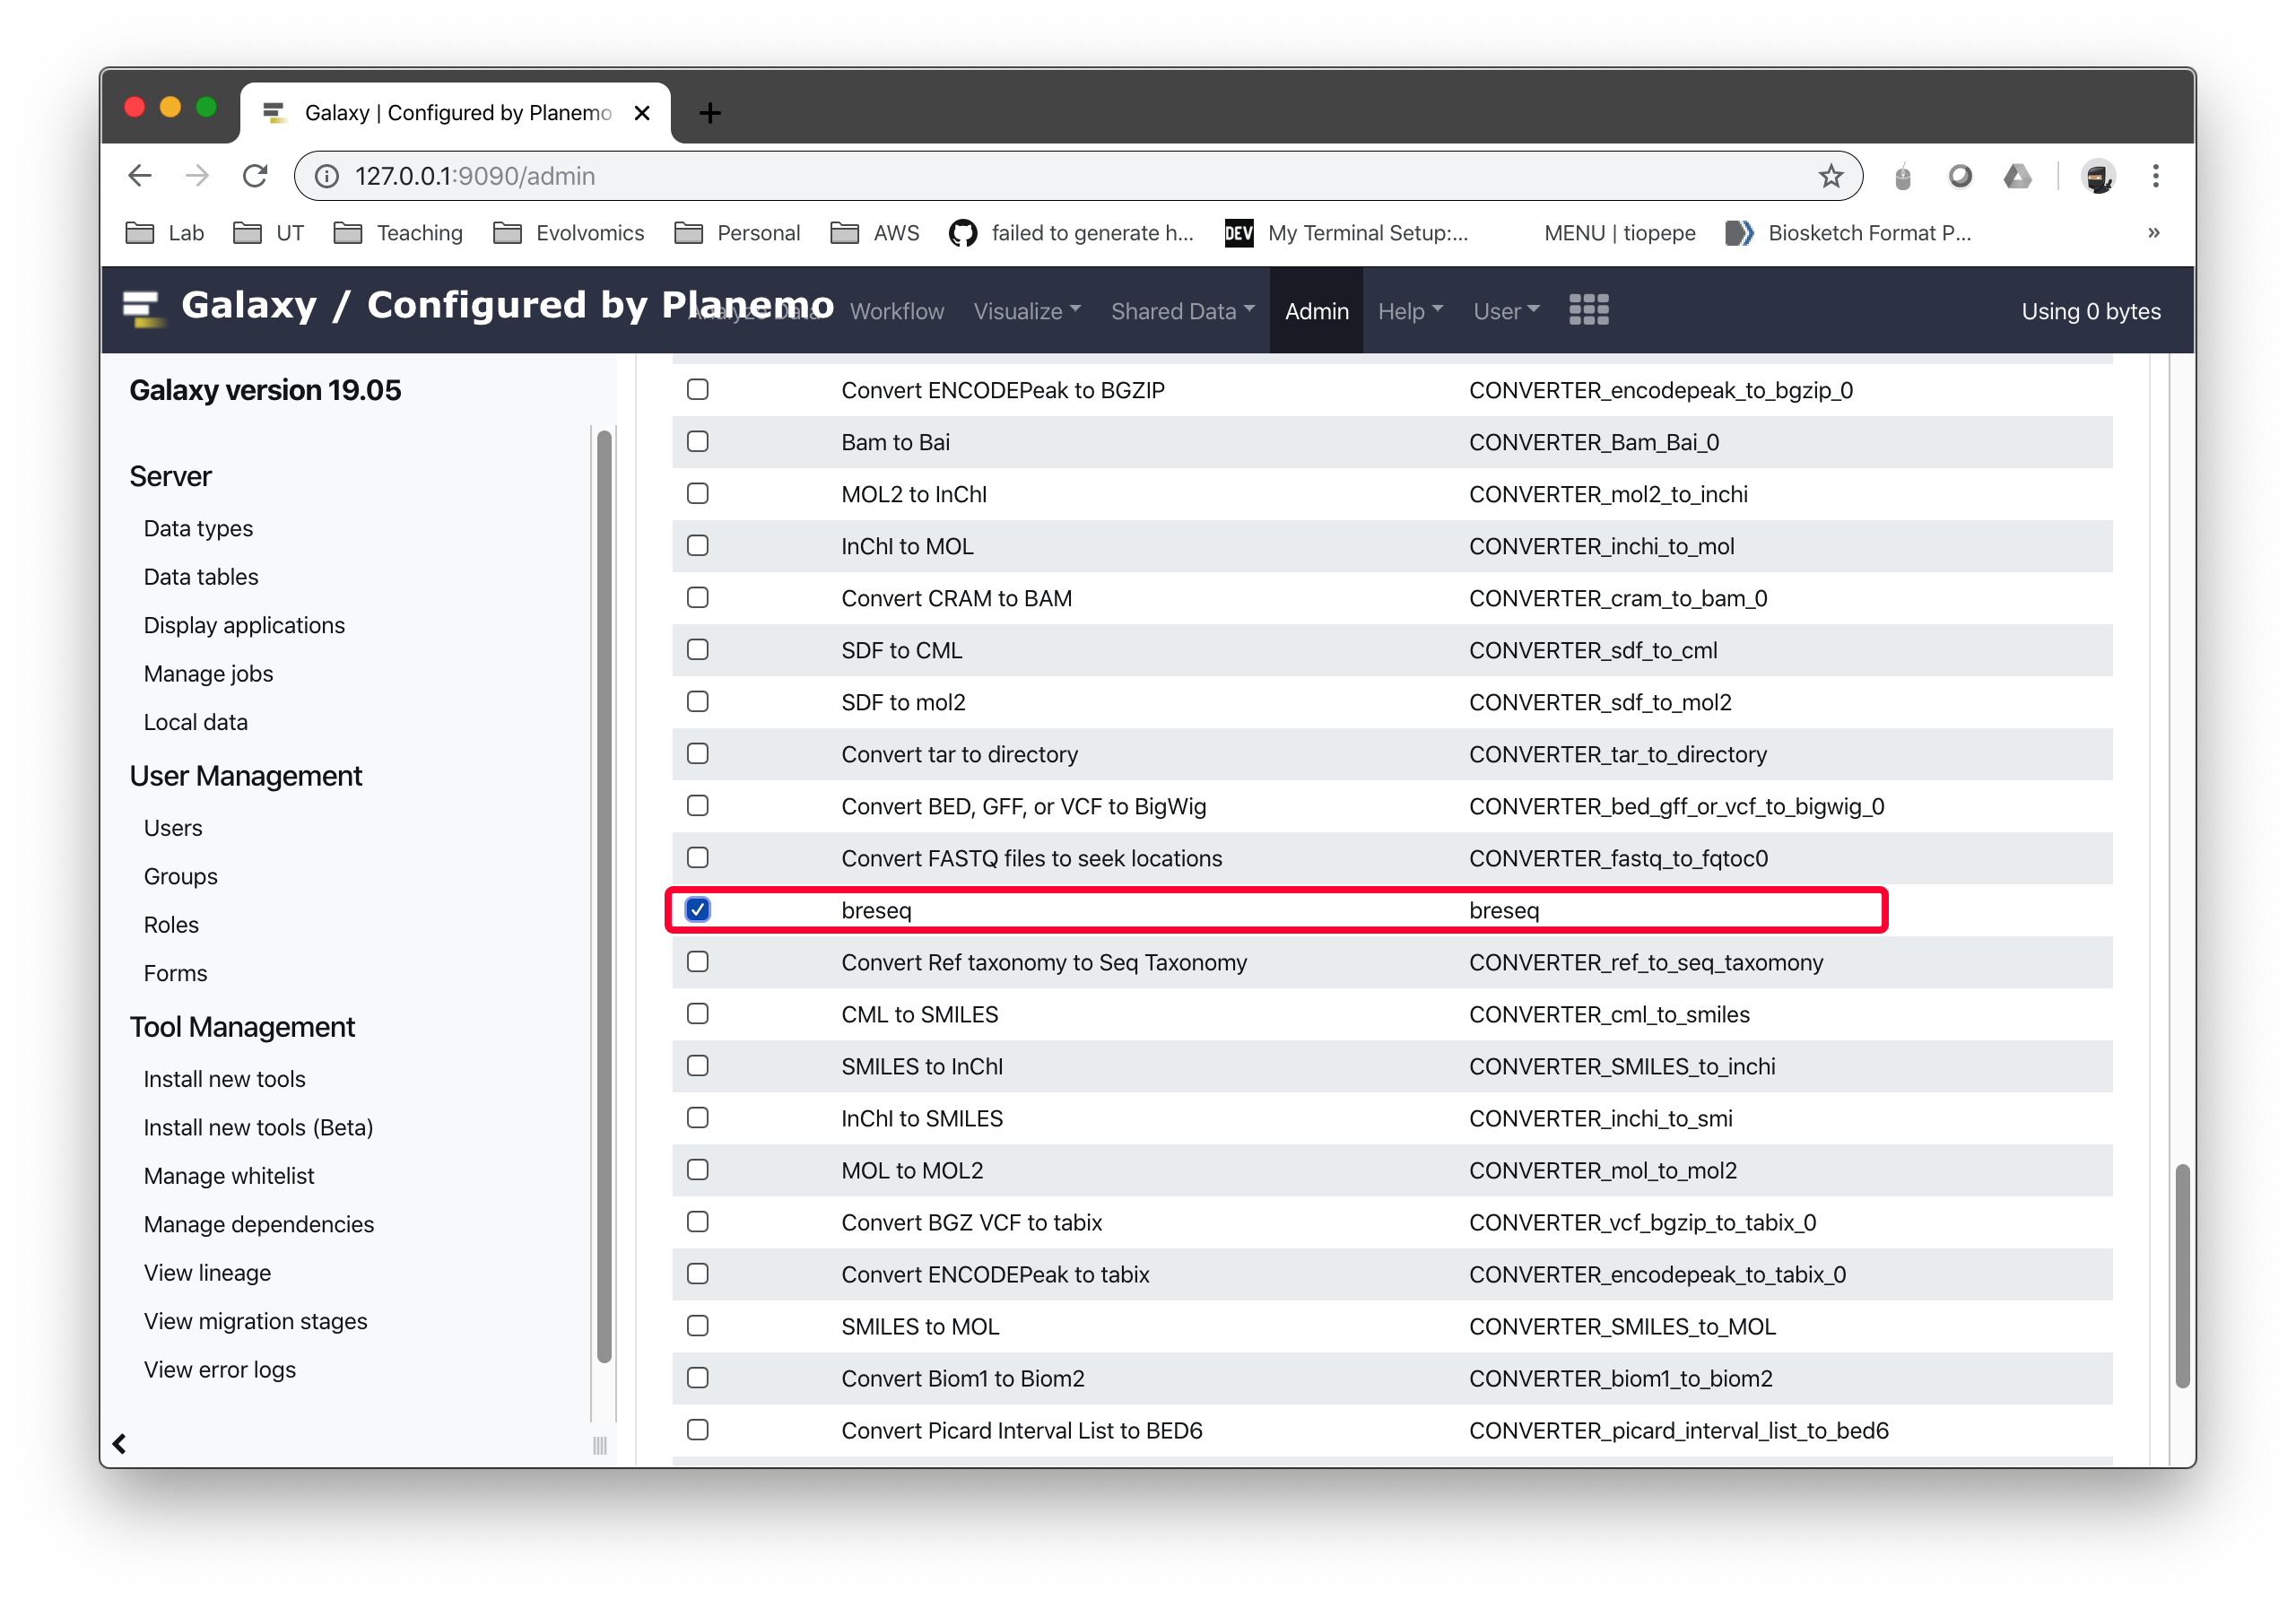 Galaxy | Configured by Planemo
127.0.0.1:9090/admin
Lab UT Teaching Evolvomics Personal AWS failed to generate h... DEV My Terminal Setup:... MENU | tiopepe Biosketch Format P... »
Galaxy / Configured by Planemo Analyze Data Workflow Visualize Shared Data Admin Help User Using 0 bytes
Galaxy version 19.05
Server
Data types
Data tables
Display applications
Manage jobs
Local data
User Management
Users
Groups
Roles
Forms
Tool Management
Install new tools
Install new tools (Beta)
Manage whitelist
Manage dependencies
View lineage
View migration stages
View error logs
Convert ENCODEPeak to BGZIP CONVERTER_encodepeak_to_bgzip_0
Bam to Bai CONVERTER_Bam_Bai_0
MOL2 to InChI CONVERTER_mol2_to_inchi
InChI to MOL CONVERTER_inchi_to_mol
Convert CRAM to BAM CONVERTER_cram_to_bam_0
SDF to CML CONVERTER_sdf_to_cml
SDF to mol2 CONVERTER_sdf_to_mol2
Convert tar to directory CONVERTER_tar_to_directory
Convert BED, GFF, or VCF to BigWig CONVERTER_bed_gff_or_vcf_to_bigwig_0
Convert FASTQ files to seek locations CONVERTER_fastq_to_fqtoc0
breseq breseq
Convert Ref taxonomy to Seq Taxonomy CONVERTER_ref_to_seq_taxomony
CML to SMILES CONVERTER_cml_to_smiles
SMILES to InChI CONVERTER_SMILES_to_inchi
InChI to SMILES CONVERTER_inchi_to_smi
MOL to MOL2 CONVERTER_mol_to_mol2
Convert BGZ VCF to tabix CONVERTER_vcf_bgzip_to_tabix_0
Convert ENCODEPeak to tabix CONVERTER_encodepeak_to_tabix_0
SMILES to MOL CONVERTER_SMILES_to_MOL
Convert Biom1 to Biom2 CONVERTER_biom1_to_biom2
Convert Picard Interval List to BED6 CONVERTER_picard_interval_list_to_bed6